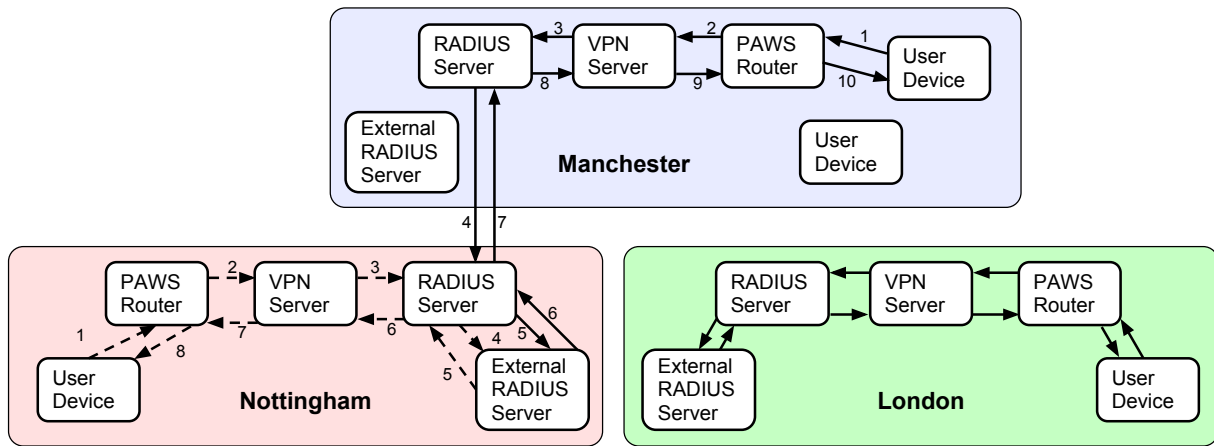 3
2
1
RADIUS
Server
VPN
Server
PAWS
Router
User
Device
8
9
10
External
RADIUS
Server
User
Device
Manchester
4
7
PAWS
Router
2
VPN
Server
3
RADIUS
Server
1
8
7
6
4
5
6
5
User
Device
External
RADIUS
Server
Nottingham
RADIUS
Server
VPN
Server
PAWS
Router
External
RADIUS
Server
User
Device
London